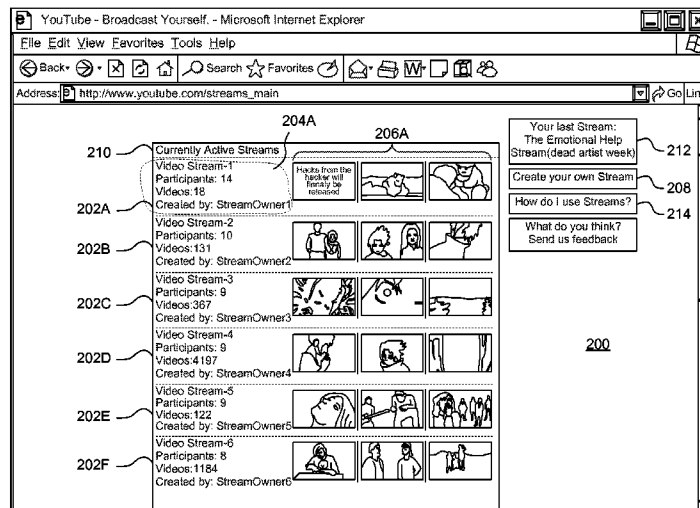 YouTube - Broadcast Yourself. - Microsoft Internet Explorer
File Edit View Favorites Tools Help
Back Search Favorites W
Address: http://www.youtube.com/streams_main Go Lin
204A
206A
210
Currently Active Streams
202A
Video Stream-1
Participants: 14
Videos:18
Created by: StreamOwner1
Hacks from the
hacker will
finnaly be
released
202B
Video Stream-2
Participants: 10
Videos:131
Created by: StreamOwner2
202C
Video Stream-3
Participants: 9
Videos:367
Created by: StreamOwner3
202D
Video Stream-4
Participants: 9
Videos:4197
Created by: StreamOwner4
202E
Video Stream-5
Participants: 9
Videos:122
Created by: StreamOwner5
202F
Video Stream-6
Participants: 8
Videos:1184
Created by: StreamOwner6
Your last Stream:
The Emotional Help
Stream(dead artist week)
212
Create your own Stream
208
How do I use Streams?
214
What do you think?
Send us feedback
200